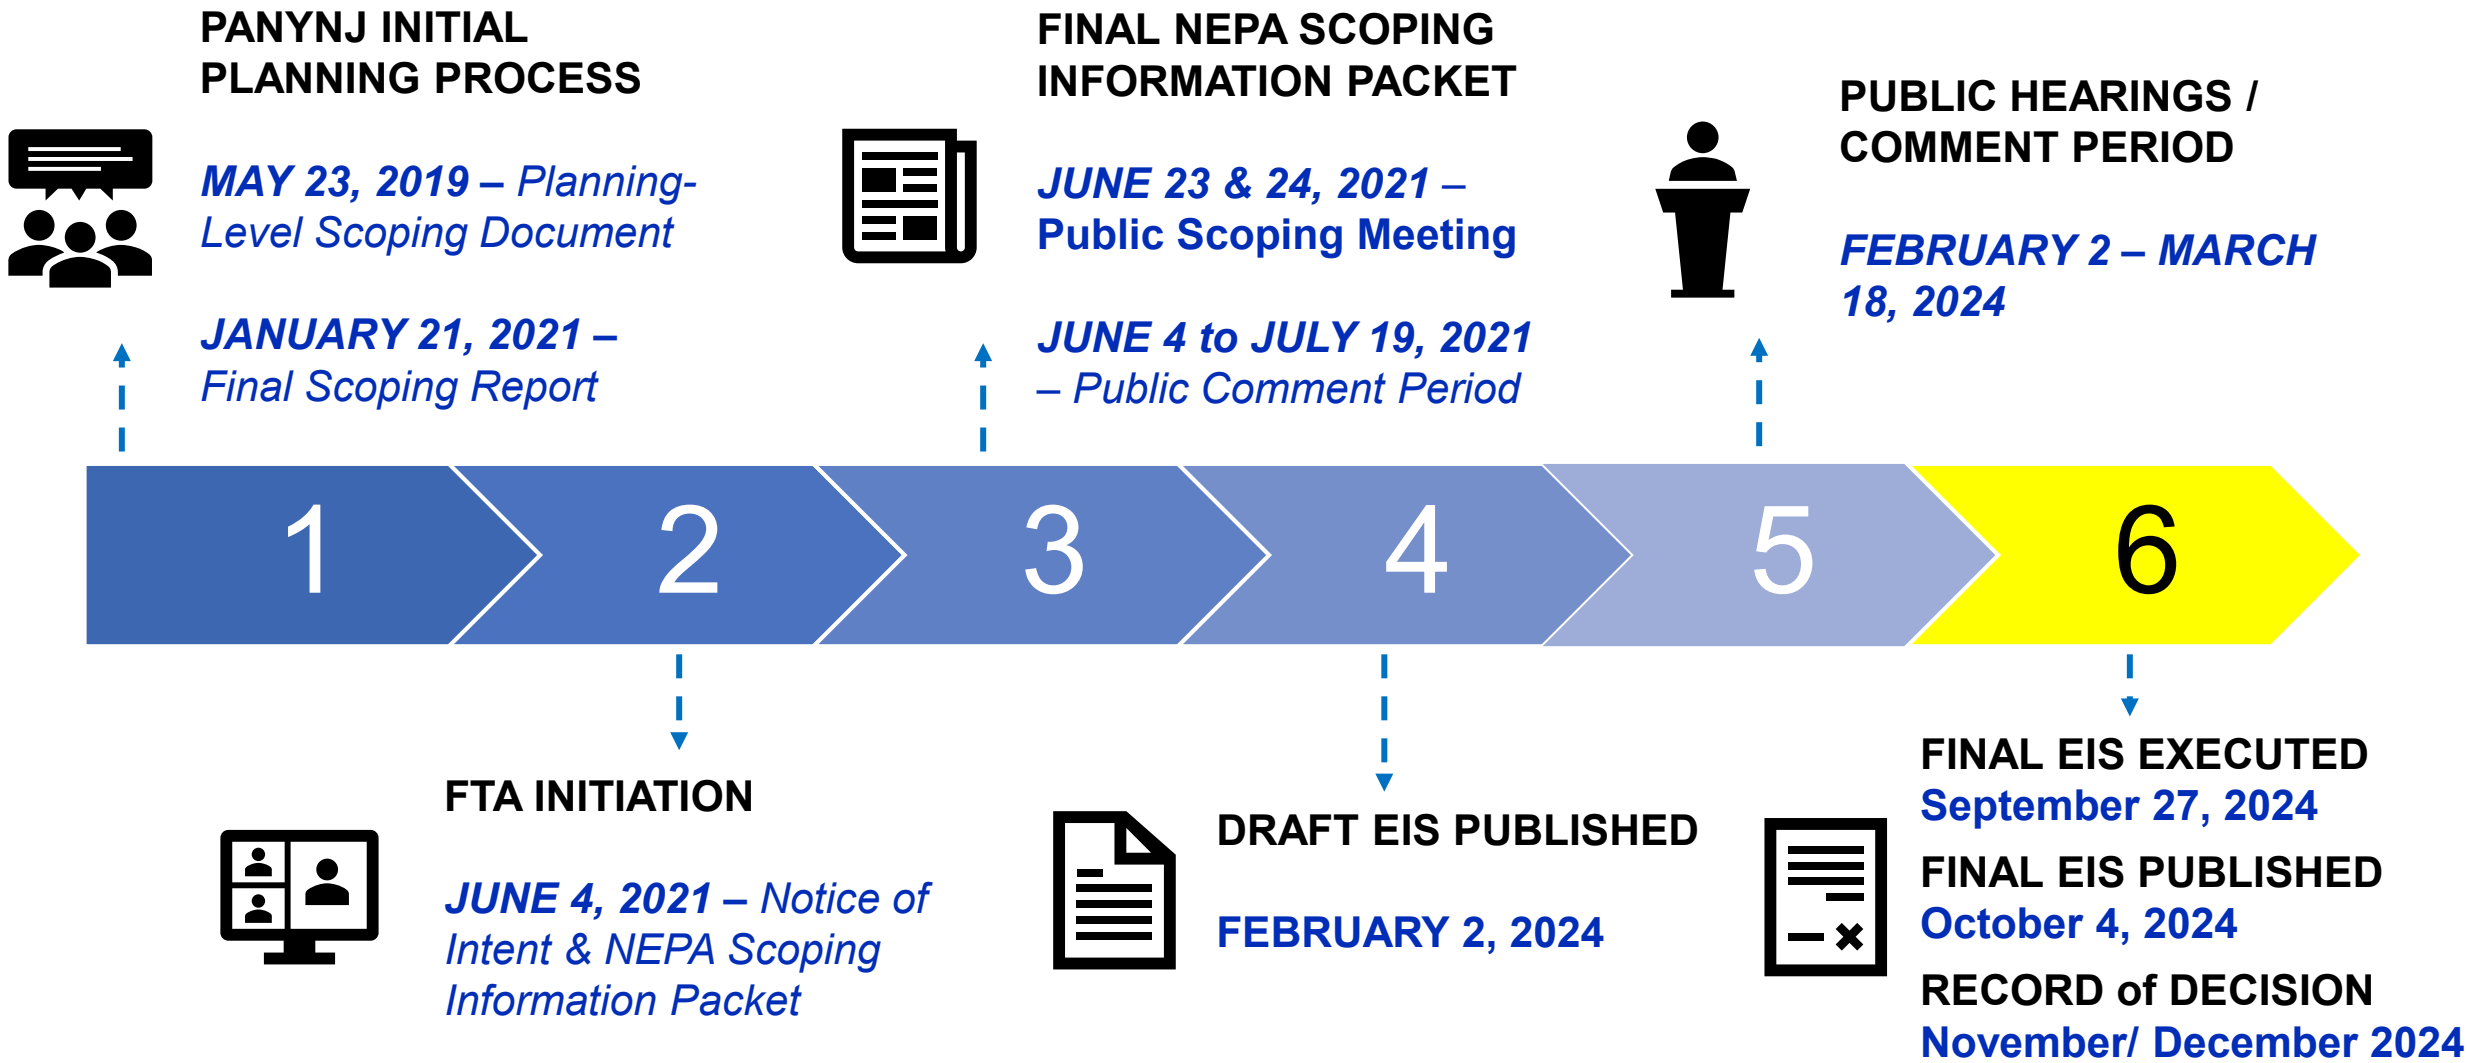 PANYNJ INITIAL
PLANNING PROCESS
MAY 23, 2019 – Planning-
Level Scoping Document
JANUARY 21, 2021 –
Final Scoping Report
FINAL NEPA SCOPING
INFORMATION PACKET
JUNE 23 & 24, 2021 –
Public Scoping Meeting
JUNE 4 to JULY 19, 2021
– Public Comment Period
PUBLIC HEARINGS /
COMMENT PERIOD
FEBRUARY 2 – MARCH
18, 2024
1
2
3
4
5
6
FTA INITIATION
JUNE 4, 2021 – Notice of
Intent & NEPA Scoping
Information Packet
DRAFT EIS PUBLISHED
FEBRUARY 2, 2024
FINAL EIS EXECUTED
September 27, 2024
FINAL EIS PUBLISHED
October 4, 2024
RECORD of DECISION
November/ December 2024